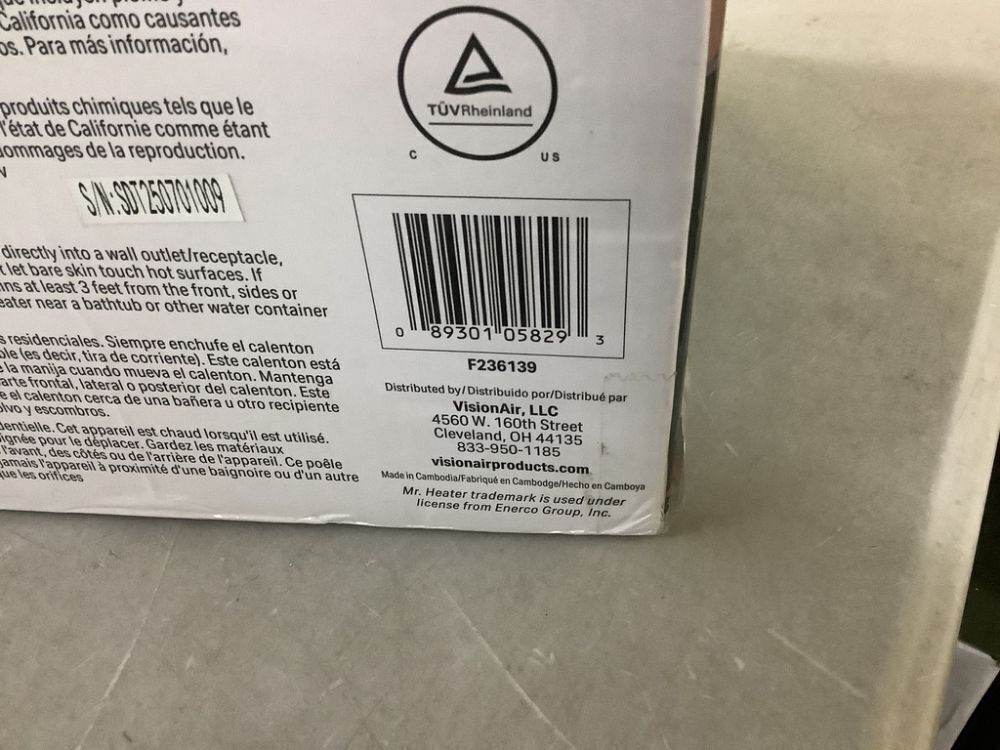 California como causantes
os. Para más información,
produits chimiques tels que le
l'état de Californie comme étant
dommages de la reproduction.
S/N:SDT250701009
directly into a wall outlet/receptacle,
let bare skin touch hot surfaces. If
ins at least 3 feet from the front, sides or
eater near a bathtub or other water container
s residenciales. Siempre enchufe el calenton
ble (es decir, tira de corriente). Este calenton está
e la manija cuando mueva el calenton. Mantenga
arte frontal, lateral o posterior del calenton. Este
e el calenton cerca de una bañera u otro recipiente
olvo y escombros.
dentielle. Cet appareil est chaud lorsqu'il est utilisé.
oignée pour le déplacer. Gardez les matériaux
l'avant, des côtés ou de l'arrière de l'appareil. Ce poêle
jamais l'appareil à proximité d'une baignoire ou d'un autre
que les orifices
TÜVRheinland
C US
0 89301 05829 3
F236139
Distributed by/Distribuido por/Distribué par
VisionAir, LLC
4560 W. 160th Street
Cleveland, OH 44135
833-950-1185
visionairproducts.com
Made in Cambodia/Fabriqué en Cambodge/Hecho en Camboya
Mr. Heater trademark is used under
license from Enerco Group, Inc.